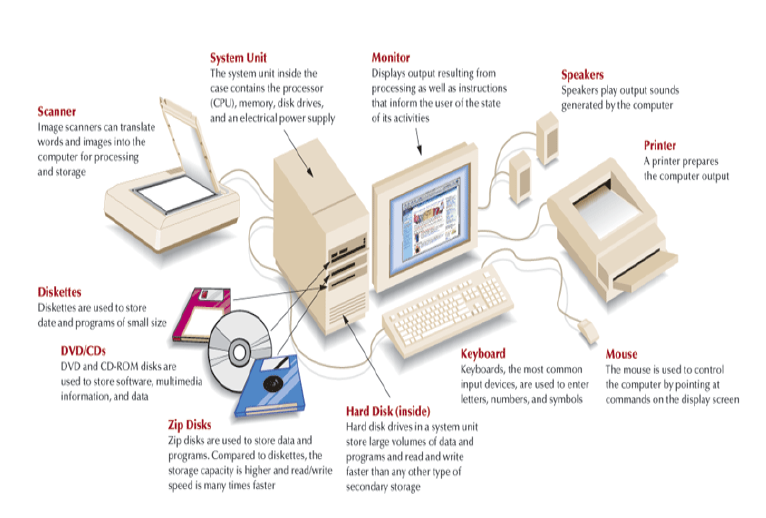 System Unit
The system unit inside the
case contains the processor
(CPU), memory, disk drives,
and an electrical power supply
Monitor
Displays output resulting from
processing as well as instructions
that inform the user of the state
of its activities
Speakers
Speakers play output sounds
generated by the computer
Scanner
Image scanners can translate
words and images into the
computer for processing
and storage
Printer
A printer prepares
the computer output
Diskettes
Diskettes are used to store
date and programs of small size
DVD/CDs
DVD and CD-ROM disks are
used to store software, multimedia
information, and data
Zip Disks
Zip disks are used to store data and
programs. Compared to diskettes, the
storage capacity is higher and read/write
speed is many times faster
Hard Disk (inside)
Hard disk drives in a system unit
store large volumes of data and
programs and read and write
faster than any other type of
secondary storage
Keyboard
Keyboards, the most common
input devices, are used to enter
letters, numbers, and symbols
Mouse
The mouse is used to control
the computer by pointing at
commands on the display screen